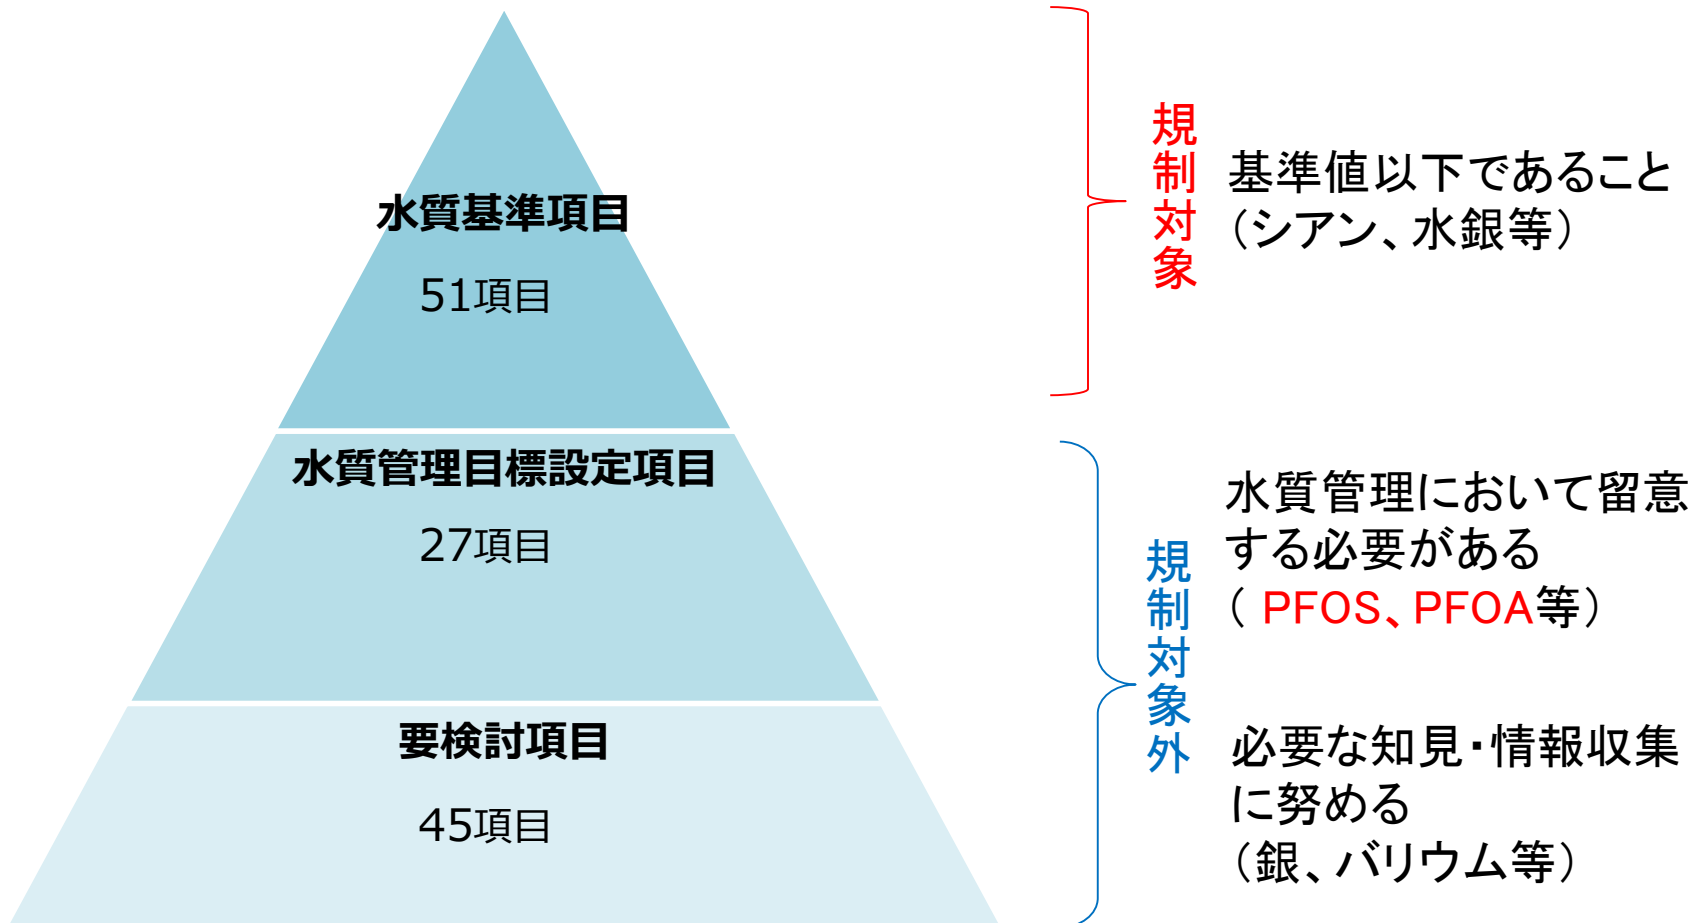 水質基準項目
51項目
規制対象
基準値以下であること
（シアン、水銀等）
水質管理目標設定項目
27項目
規制対象外
水質管理において留意
する必要がある
（ PFOS、PFOA等）
要検討項目
45項目
必要な知見・情報収集
に努める
（銀、バリウム等）